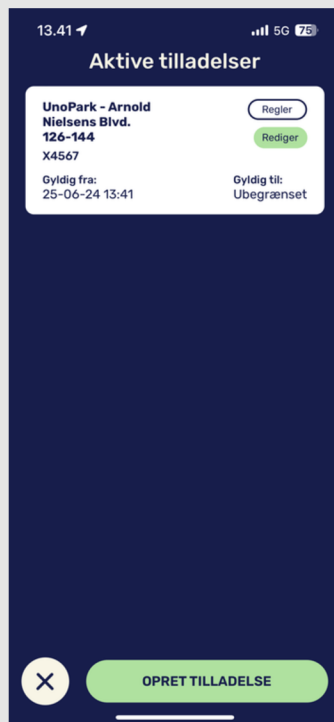 13.41 5G 75
Aktive tilladelser
UnoPark - Arnold Regler
Nielsens Blvd.
126-144 Rediger
X4567
Gyldig fra: Gyldig til:
25-06-24 13:41 Ubegrænset
OPRET TILLADELSE